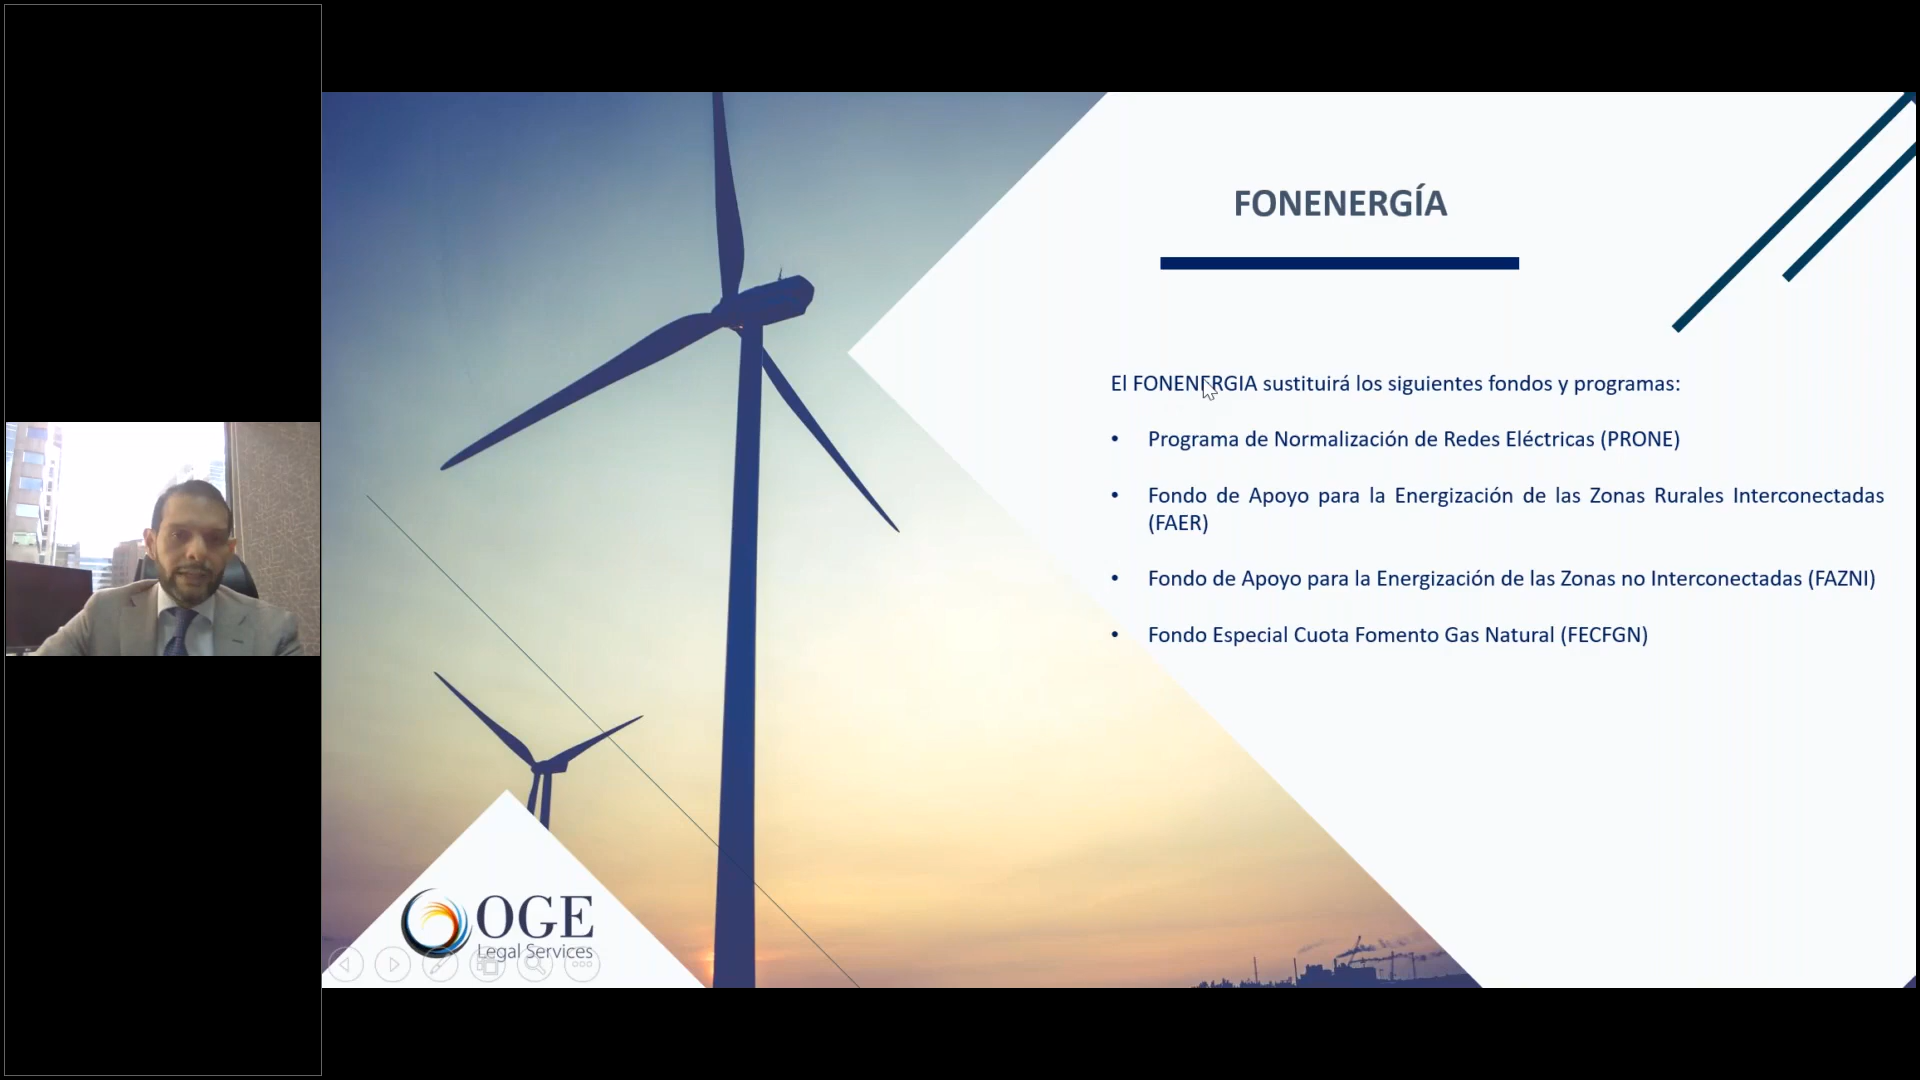 FONENERGÍA
El FONENERGIA sustituirá los siguientes fondos y programas:
• Programa de Normalización de Redes Eléctricas (PRONE)
• Fondo de Apoyo para la Energización de las Zonas Rurales Interconectadas
(FAER)
• Fondo de Apoyo para la Energización de las Zonas no Interconectadas (FAZNI)
• Fondo Especial Cuota Fomento Gas Natural (FECFGN)
OGE
Legal Services